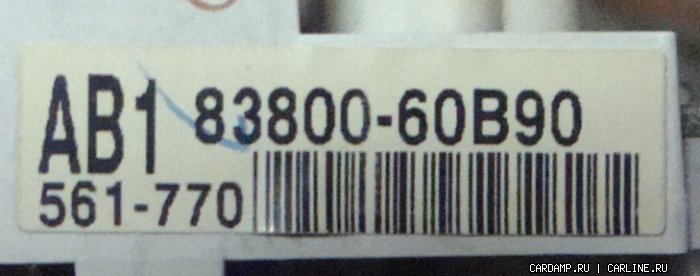 AB1 83800-60B90
561-770
CARDAMP.RU | CARLINE.RU